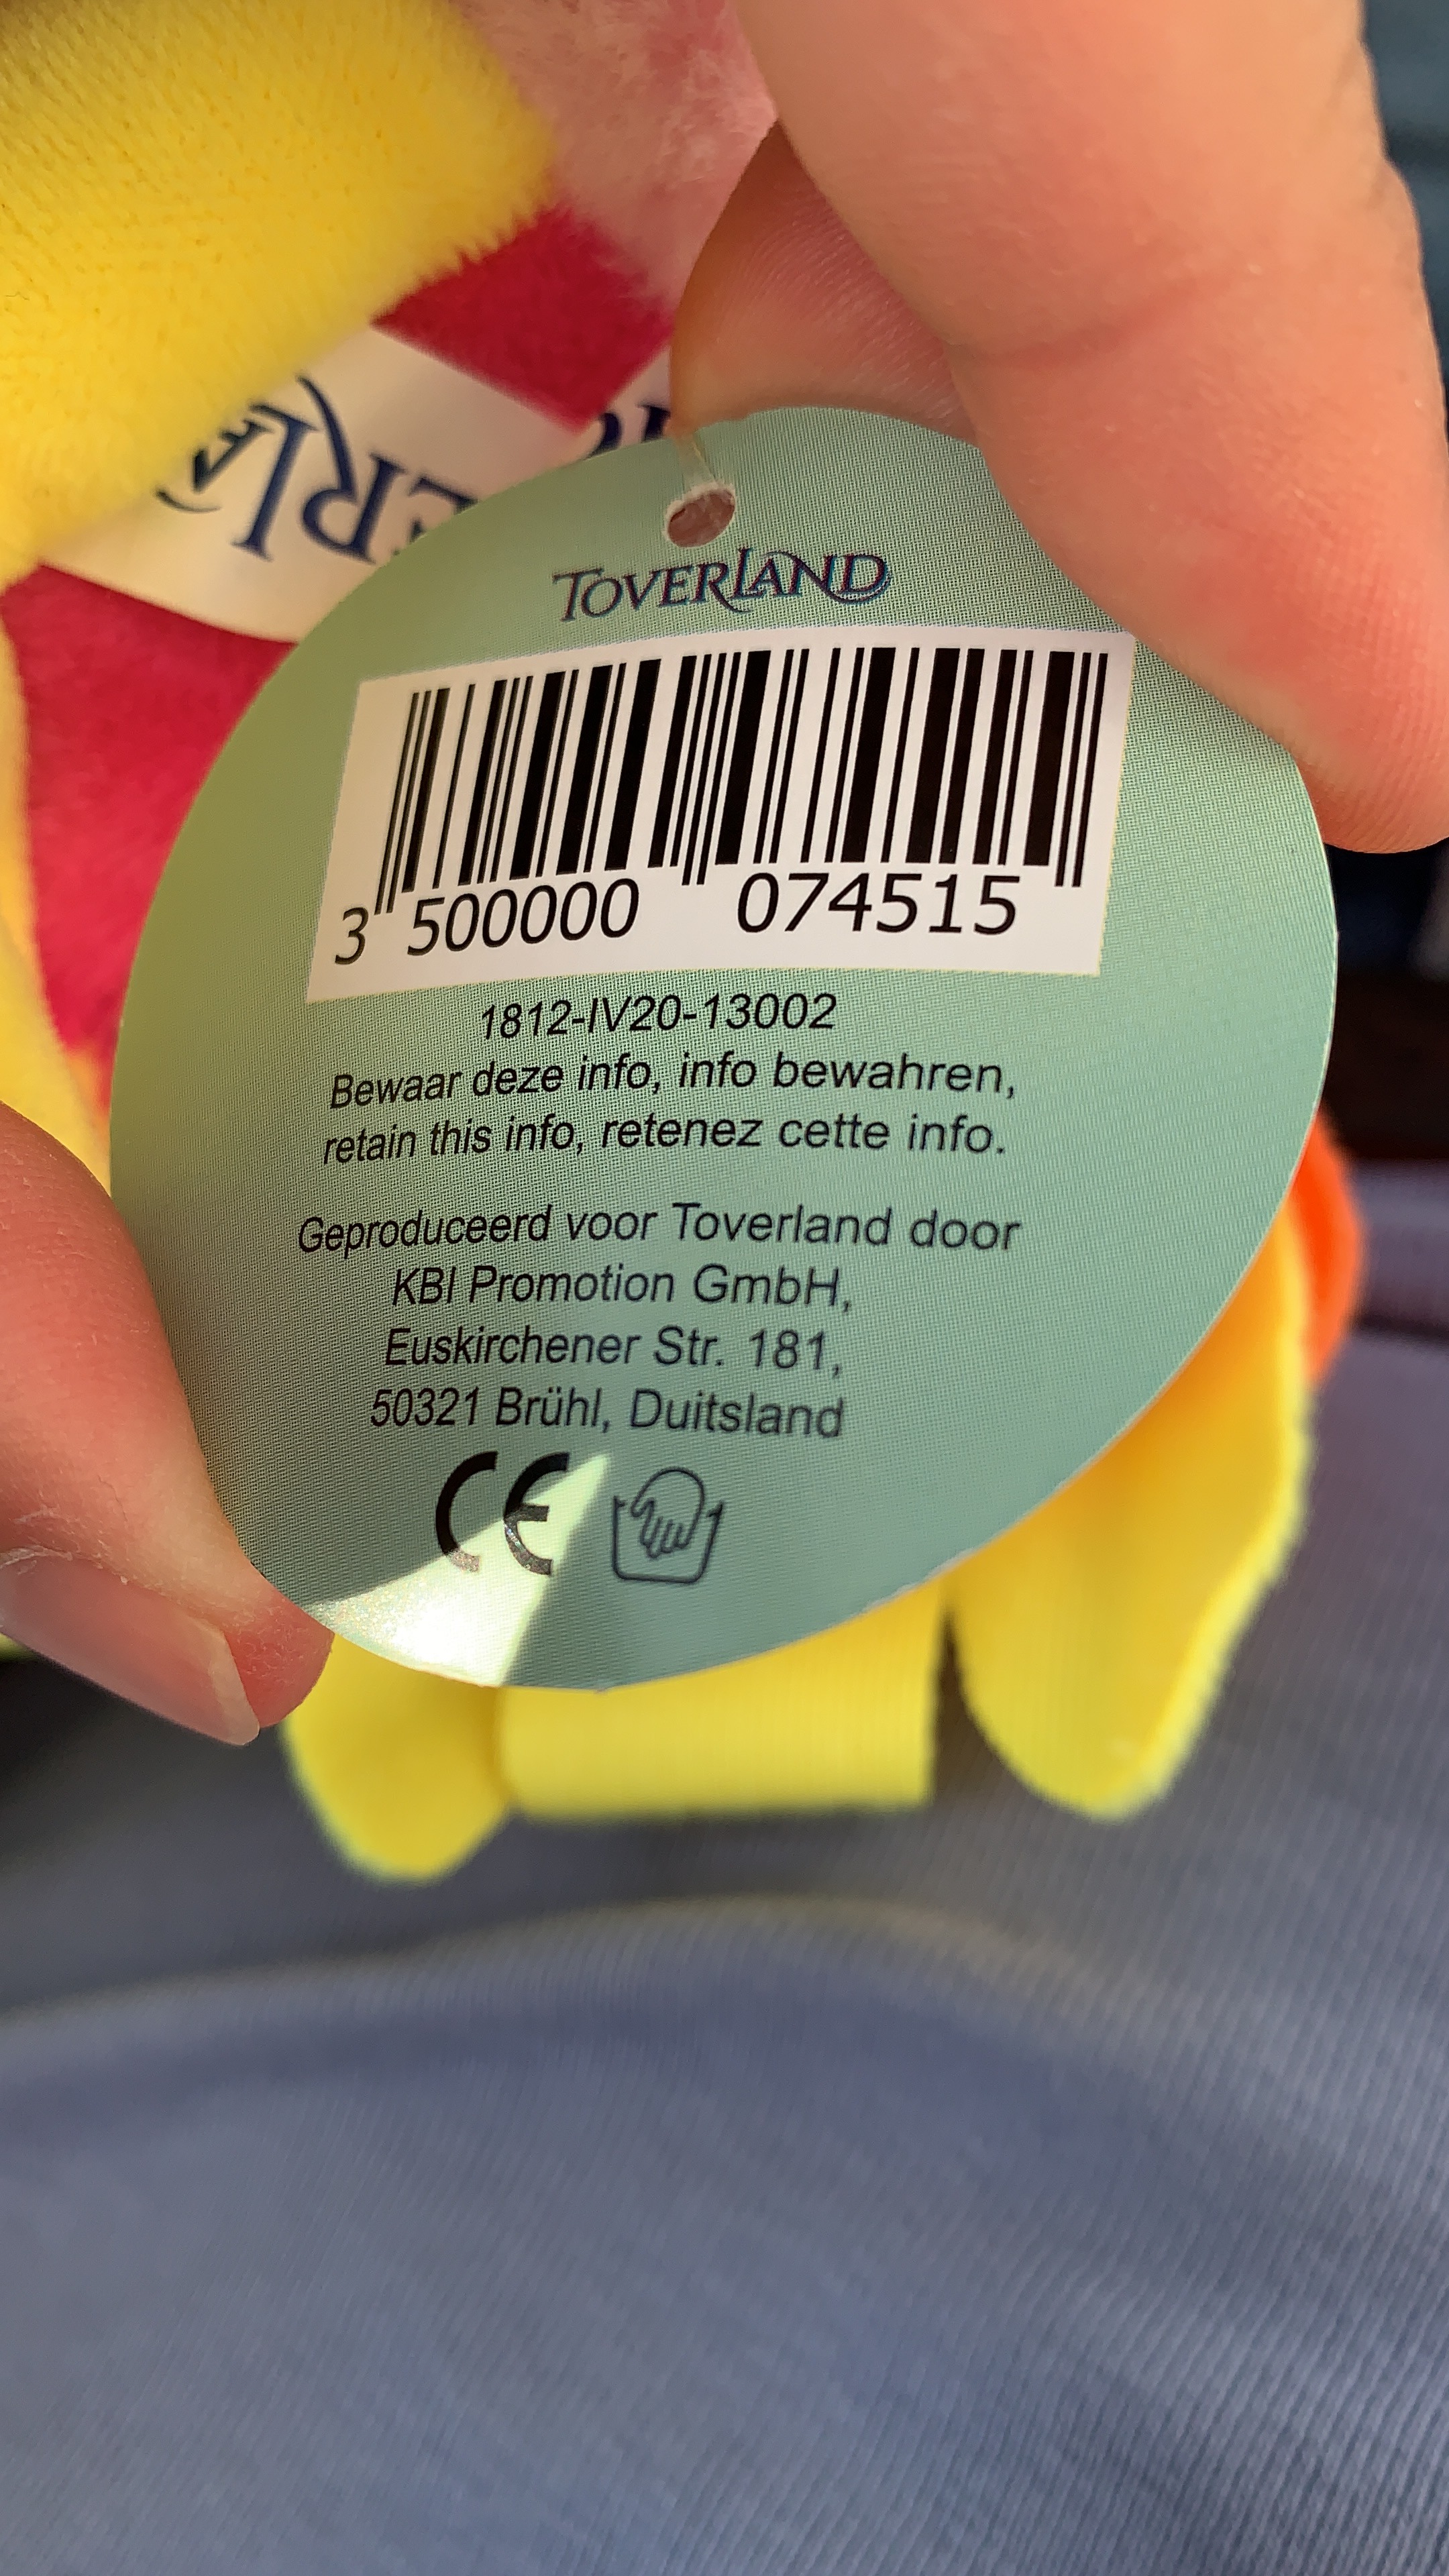 TOVERLAND
3 500000 074515
1812-IV20-13002
Bewaar deze info, info bewahren,
retain this info, retenez cette info.
Geproduceerd voor Toverland door
KBI Promotion GmbH,
Euskirchener Str. 181,
50321 Brühl, Duitsland
CE